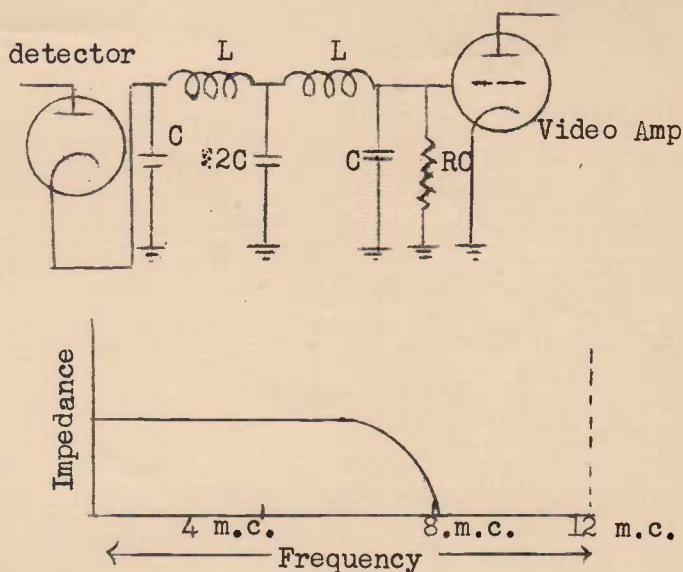 L
L
detector
C
2C
C
RC
Video Amp
Impedance
4 m.c.
8.m.c.
12 m.c.
Frequency